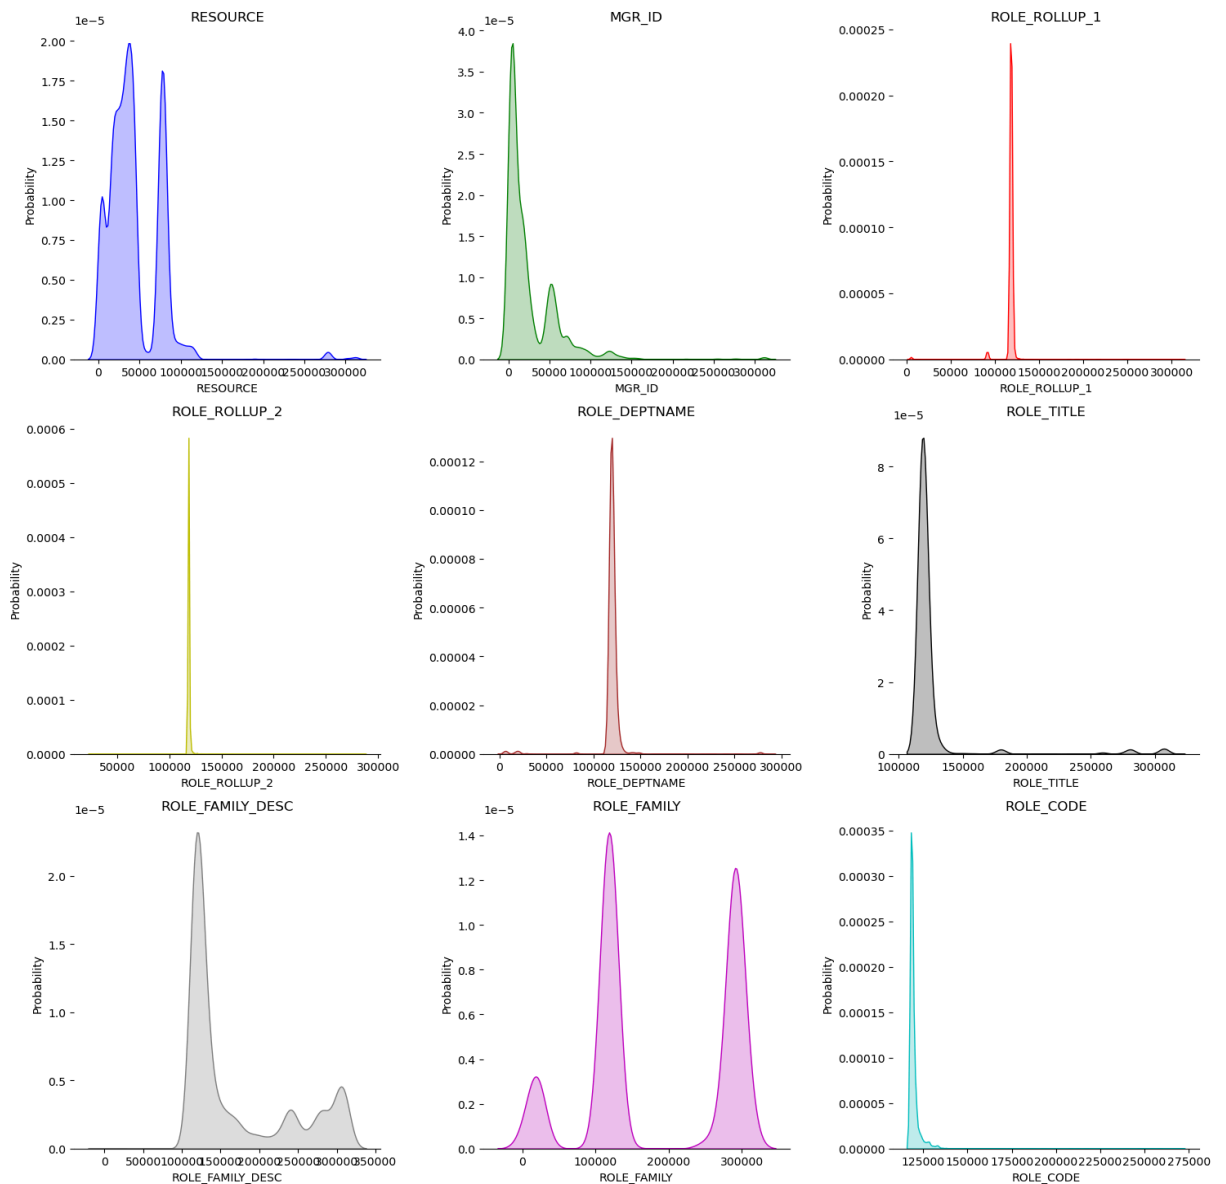 RESOURCE
1e−5
2.00
1.75
1.50
1.25
1.00
0.75
0.50
0.25
0.00
Probability
0 50000 100000 150000 200000 250000 300000
RESOURCE
MGR_ID
1e−5
4.0
3.5
3.0
2.5
2.0
1.5
1.0
0.5
0.0
Probability
0 50000 100000 150000 200000 250000 300000
MGR_ID
ROLE_ROLLUP_1
0.00025
0.00020
0.00015
0.00010
0.00005
0.00000
Probability
0 50000 100000 150000 200000 250000 300000
ROLE_ROLLUP_1
ROLE_ROLLUP_2
0.0006
0.0005
0.0004
0.0003
0.0002
0.0001
0.0000
Probability
50000 100000 150000 200000 250000 300000
ROLE_ROLLUP_2
ROLE_DEPTNAME
0.00012
0.00010
0.00008
0.00006
0.00004
0.00002
0.00000
Probability
0 50000 100000 150000 200000 250000 300000
ROLE_DEPTNAME
ROLE_TITLE
1e−5
8
6
4
2
0
Probability
100000 150000 200000 250000 300000
ROLE_TITLE
ROLE_FAMILY_DESC
1e−5
2.0
1.5
1.0
0.5
0.0
Probability
0 50000 100000 150000 200000 250000 300000 350000
ROLE_FAMILY_DESC
ROLE_FAMILY
1e−5
1.4
1.2
1.0
0.8
0.6
0.4
0.2
0.0
Probability
0 100000 200000 300000
ROLE_FAMILY
ROLE_CODE
0.00035
0.00030
0.00025
0.00020
0.00015
0.00010
0.00005
0.00000
Probability
125000 150000 175000 200000 225000 250000 275000
ROLE_CODE